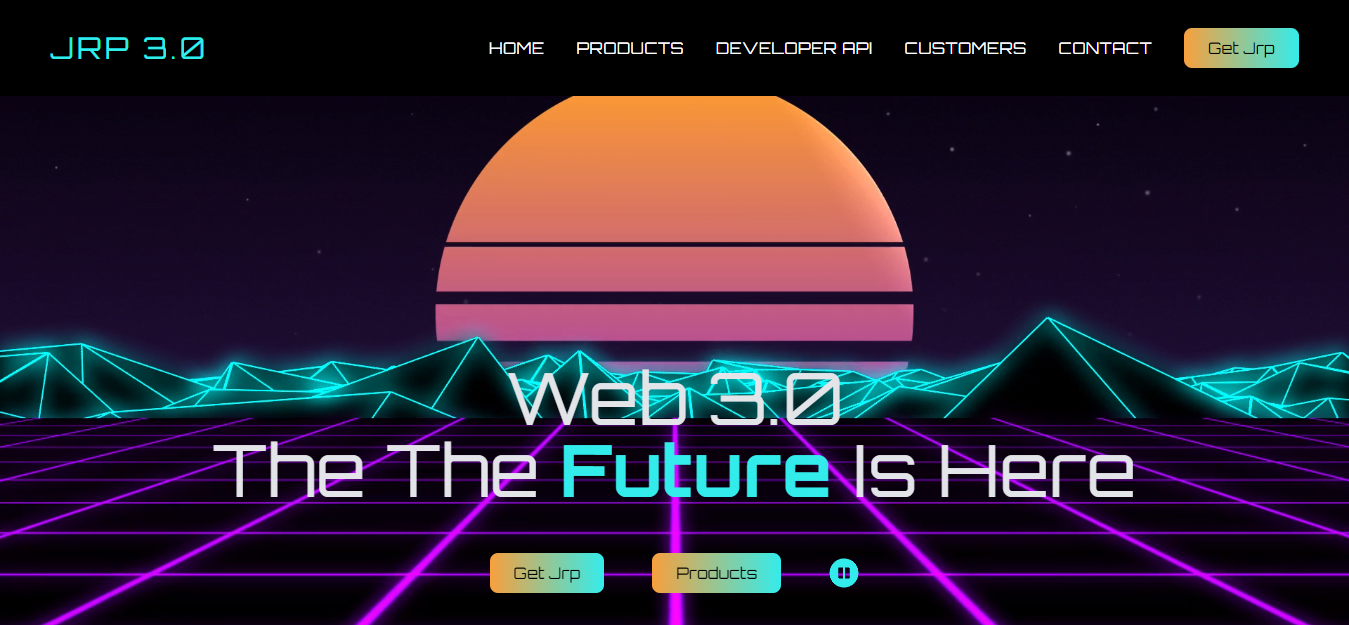 JRP 3.0
HOME PRODUCTS DEVELOPER API CUSTOMERS CONTACT Get Jrp
Web 3.0
The The Future Is Here
Get Jrp Products